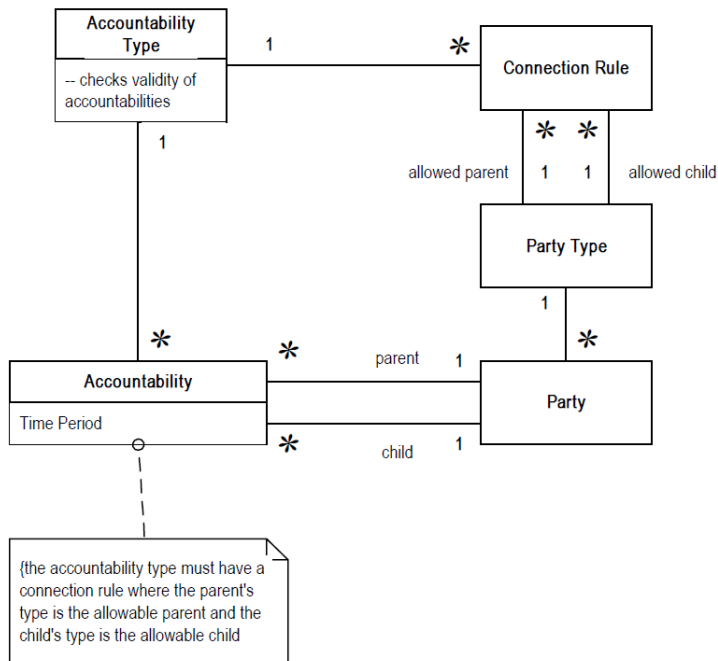 Accountability
Type
-- checks validity of
accountabilities
1
*
Connection Rule
1
*
*
allowed parent
1
1
allowed child
Party Type
1
*
*
*
parent
1
Accountability
Time Period
Party
*
child
1
{the accountability type must have a
connection rule where the parent's
type is the allowable parent and the
child's type is the allowable child